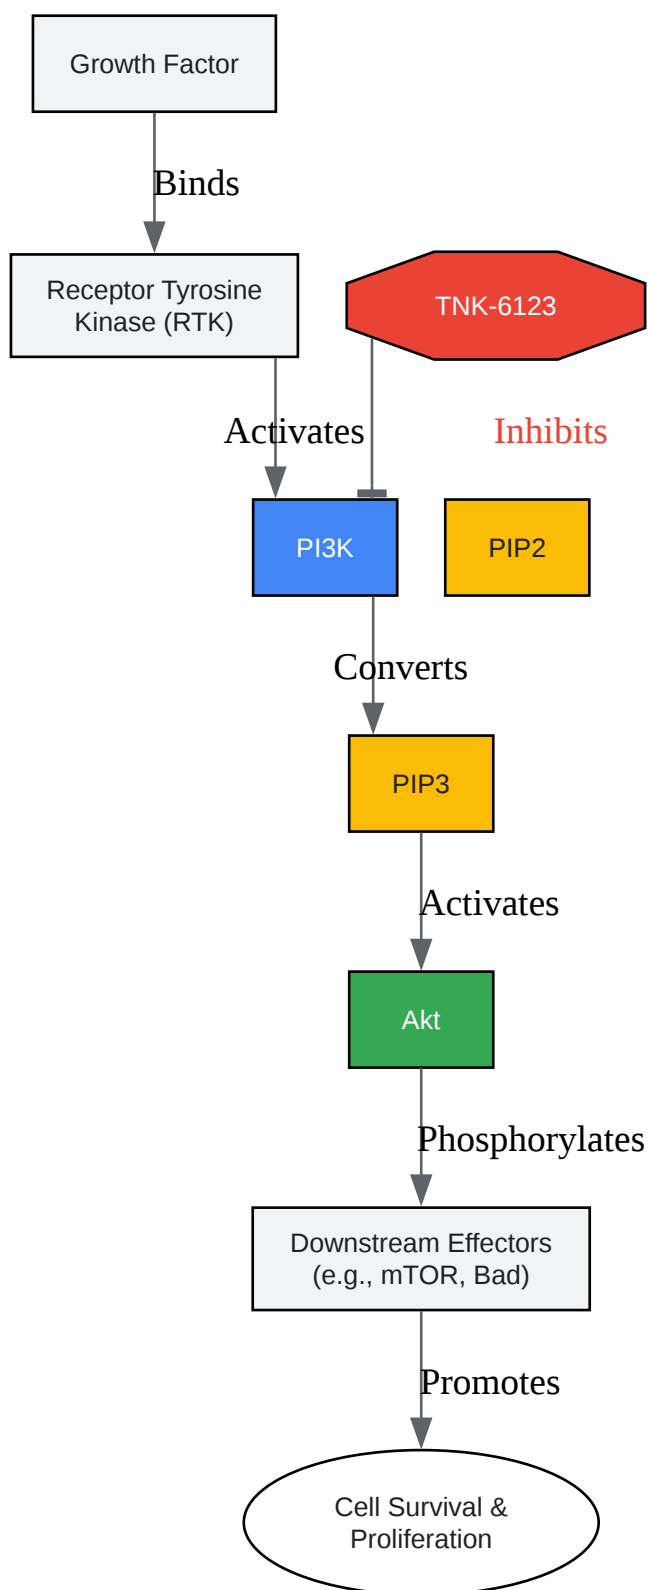 Growth Factor
Binds
Receptor Tyrosine
Kinase (RTK)
TNK-6123
Activates
Inhibits
PI3K
PIP2
Converts
PIP3
Activates
Akt
Phosphorylates
Downstream Effectors
(e.g., mTOR, Bad)
Promotes
Cell Survival &
Proliferation